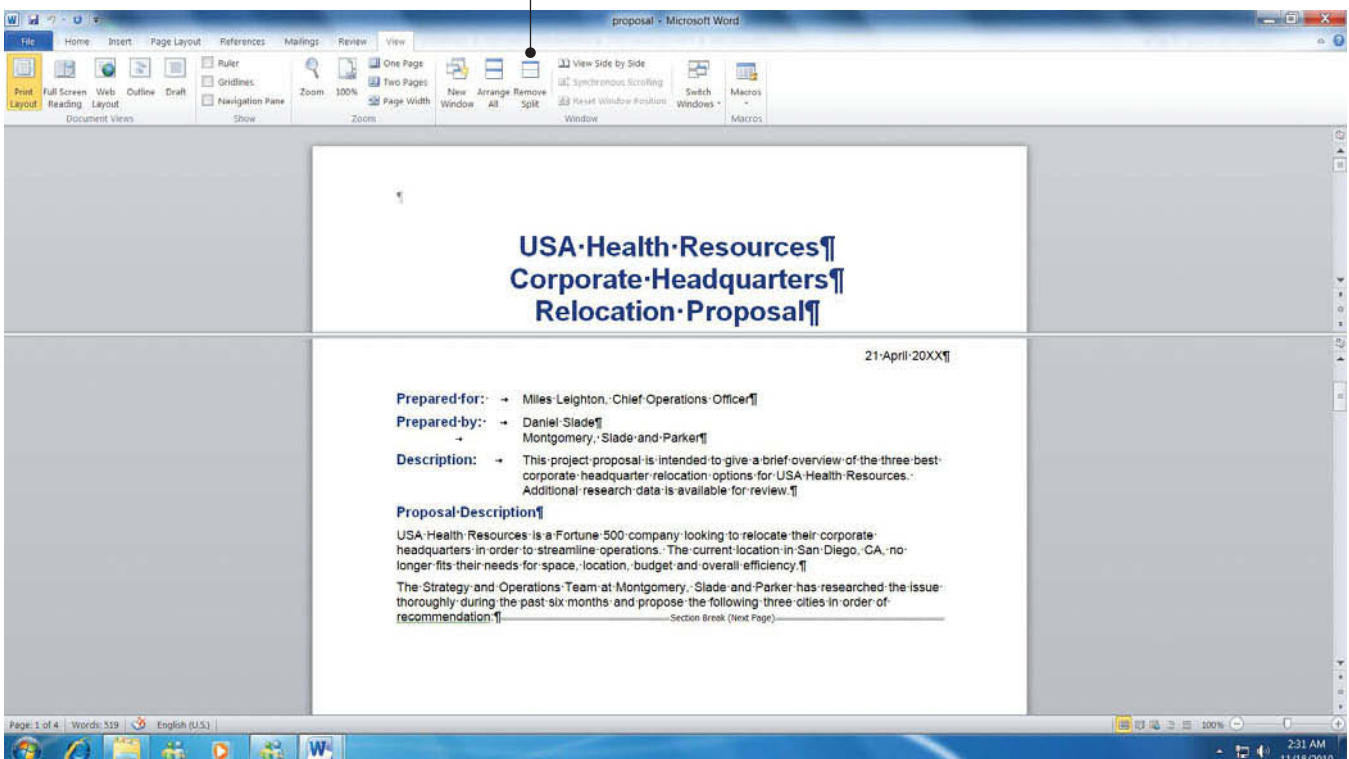 proposal - Microsoft Word
File Home Insert Page Layout References Mailings Review View
Print Layout
Full Screen Reading
Web Layout
Outline
Draft
Document Views
Ruler
Gridlines
Navigation Pane
Show
Zoom
100%
One Page
Two Pages
Page Width
Zoom
New Window
Arrange All
Remove Split
View Side by Side
Synchronous Scrolling
Reset Window Position
Switch Windows
Window
Macros
Macros
¶
USA·Health·Resources¶
Corporate·Headquarters¶
Relocation·Proposal¶
21·April·20XX¶
Prepared·for:· → Miles·Leighton,·Chief·Operations·Officer¶
Prepared·by:· → Daniel·Slade¶
→ Montgomery,·Slade·and·Parker¶
Description: → This·project·proposal·is·intended·to·give·a·brief·overview·of·the·three·best·
corporate·headquarter·relocation·options·for·USA·Health·Resources.·
Additional·research·data·is·available·for·review.¶
Proposal·Description¶
USA·Health·Resources·is·a·Fortune·500·company·looking·to·relocate·their·corporate·
headquarters·in·order·to·streamline·operations.·The·current·location·in·San·Diego,·CA,·no·
longer·fits·their·needs·for·space,·location,·budget·and·overall·efficiency.¶
The·Strategy·and·Operations·Team·at·Montgomery,·Slade·and·Parker·has·researched·the·issue·
thoroughly·during·the·past·six·months·and·propose·the·following·three·cities·in·order·of·
recommendation:¶ Section Break (Next Page)
Page: 1 of 4 Words: 519 English (U.S.) 100%
2:31 AM
11/18/2010